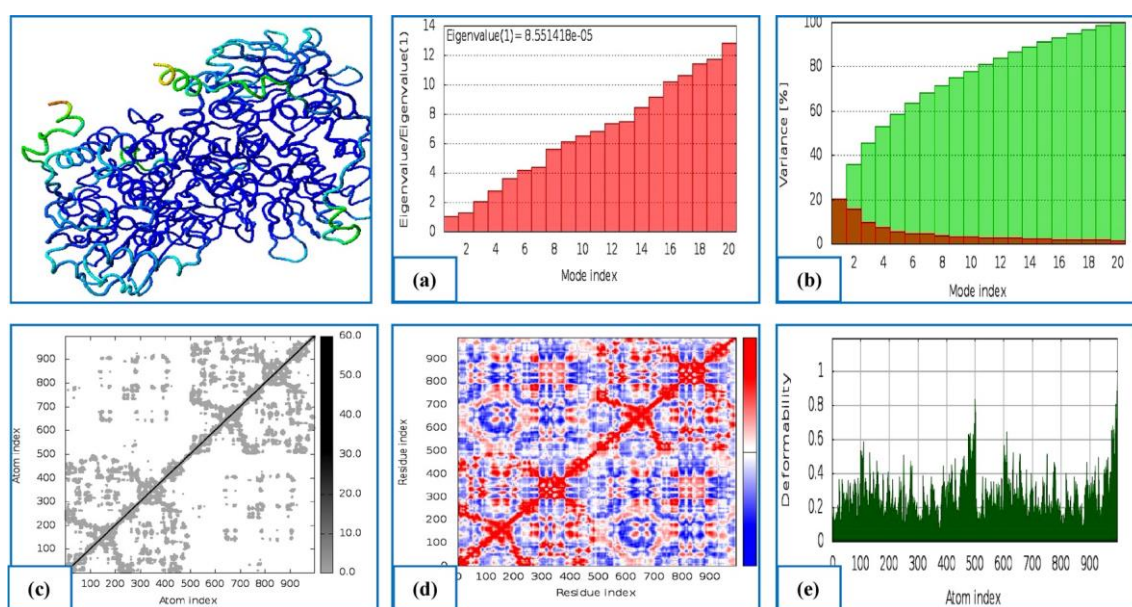 Eigenvalue(1)= 8.551418e-05
Eigenvalue/Eigenvalue(1)
14
12
10
8
6
4
2
0
2 4 6 8 10 12 14 16 18 20
Mode index
(a)
Variance [%]
100
80
60
40
20
0
2 4 6 8 10 12 14 16 18 20
Mode index
(b)
Atom index
900
800
700
600
500
400
300
200
100
0
100 200 300 400 500 600 700 800 900
Atom index
60.0
50.0
40.0
30.0
20.0
10.0
0.0
(c)
Residue index
900
800
700
600
500
400
300
200
100
0
100 200 300 400 500 600 700 800 900
Residue index
(d)
Deformability
1
0.8
0.6
0.4
0.2
0
100 200 300 400 500 600 700 800 900
Atom index
(e)